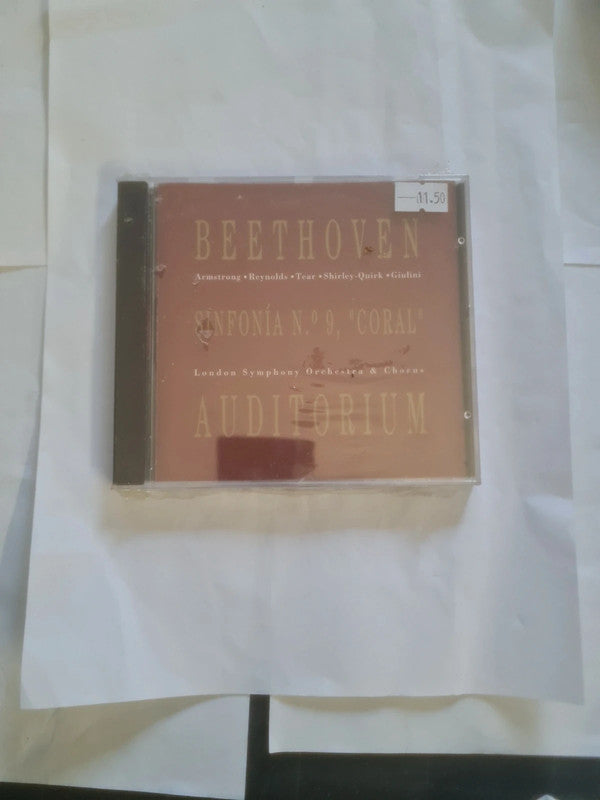 11.50
BEETHOVEN
Armstrong • Reynolds • Tear • Shirley-Quirk • Giulini
SINFONÍA N.º 9, "CORAL"
London Symphony Orchestra & Chorus
AUDITORIUM